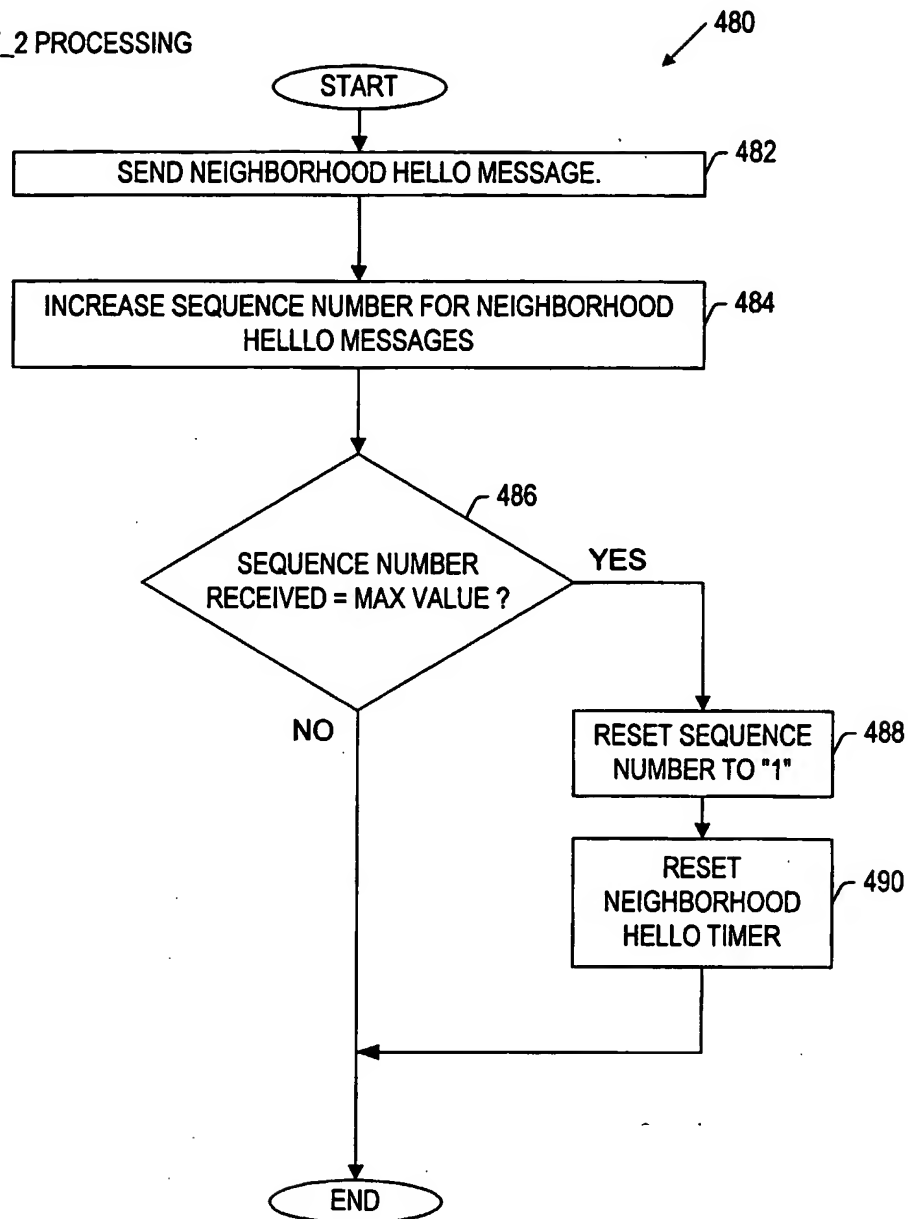 _2 PROCESSING
480
START
SEND NEIGHBORHOOD HELLO MESSAGE.
482
INCREASE SEQUENCE NUMBER FOR NEIGHBORHOOD
HELLLO MESSAGES
484
486
SEQUENCE NUMBER
RECEIVED = MAX VALUE ?
YES
NO
RESET SEQUENCE
NUMBER TO "1"
488
RESET
NEIGHBORHOOD
HELLO TIMER
490
END